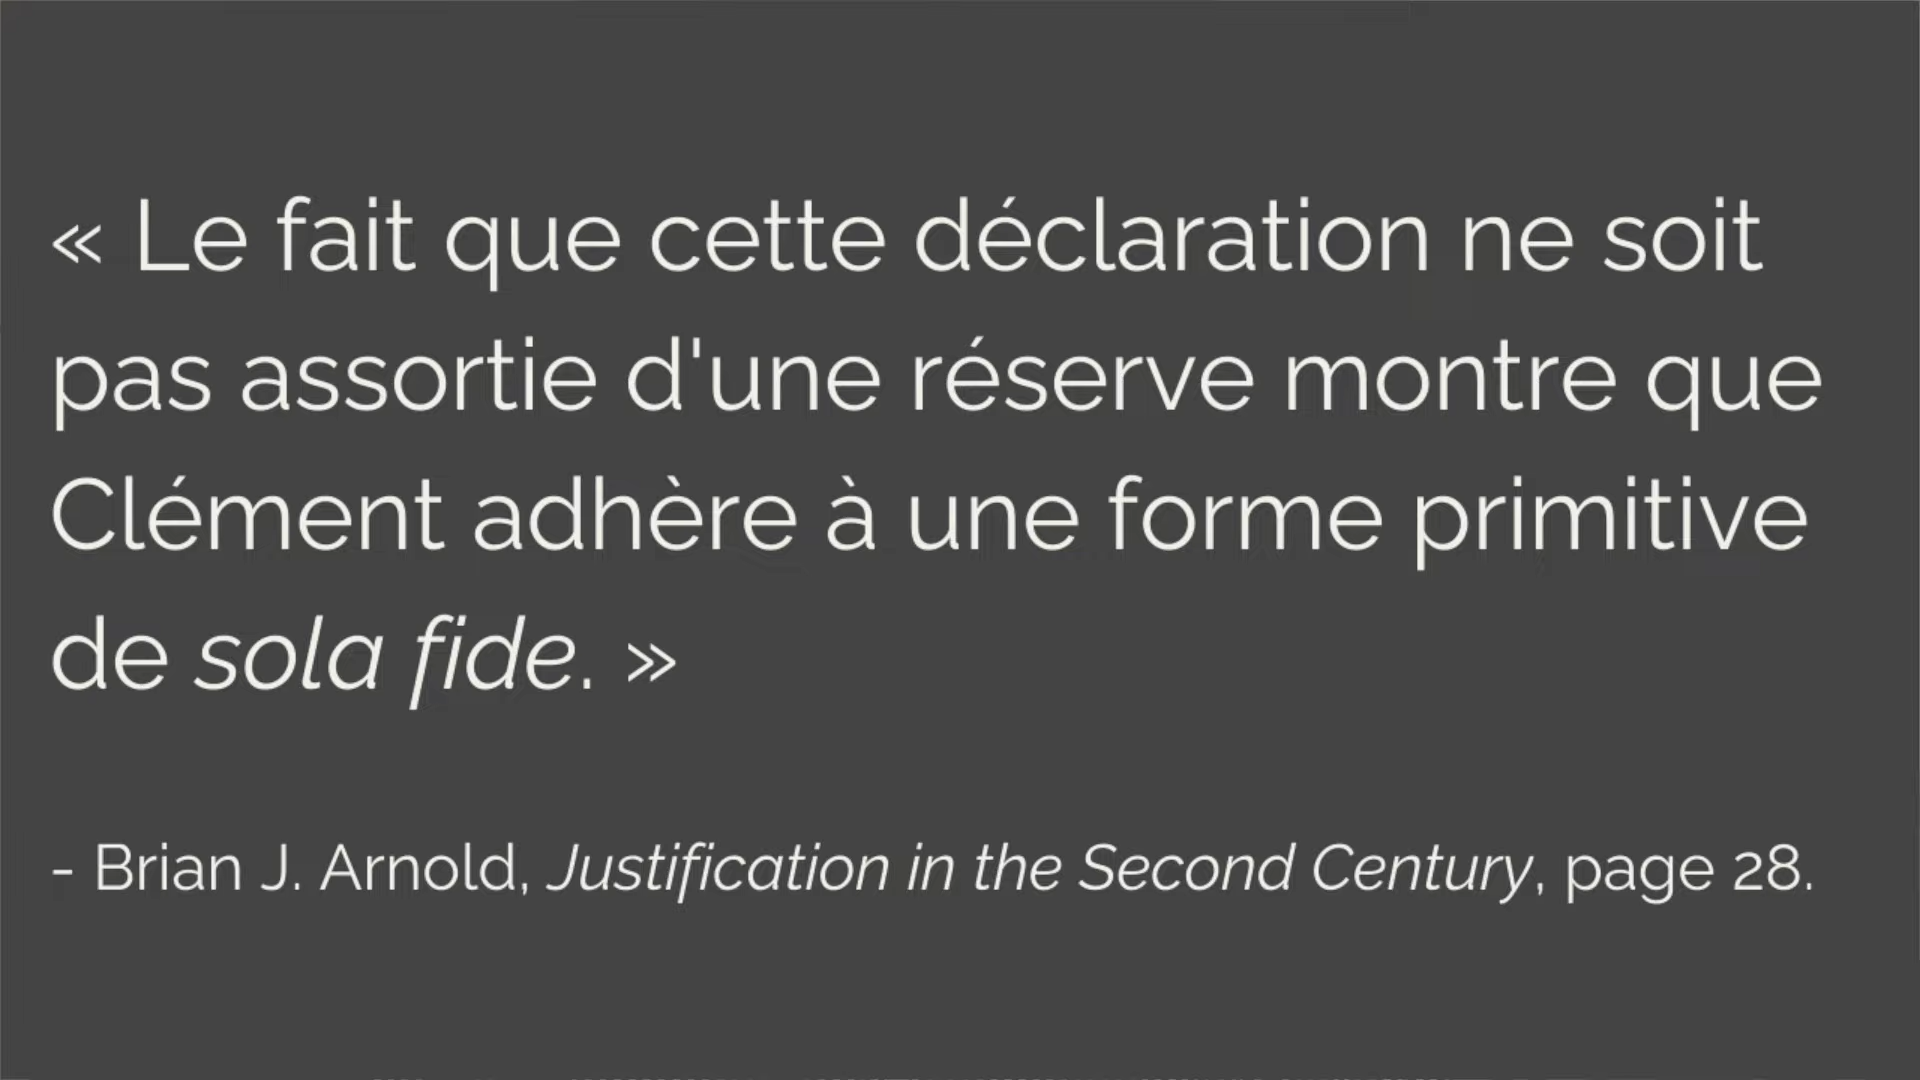 « Le fait que cette déclaration ne soit
pas assortie d'une réserve montre que
Clément adhère à une forme primitive
de sola fide. »
- Brian J. Arnold, Justification in the Second Century, page 28.